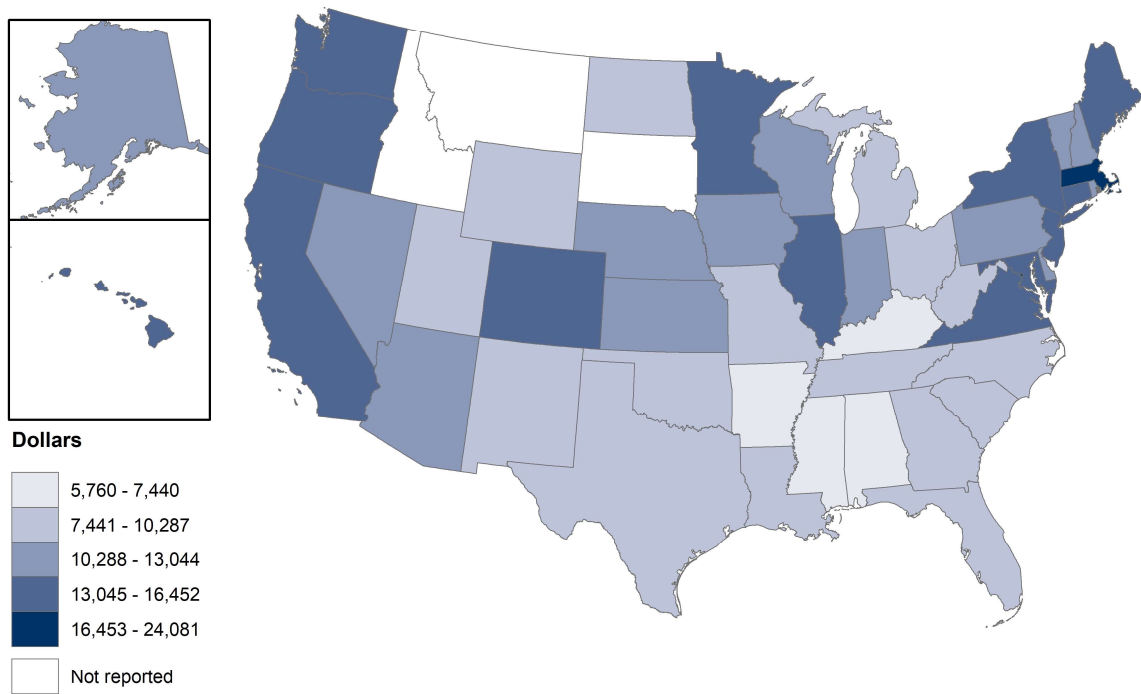 Dollars
5,760 - 7,440
7,441 - 10,287
10,288 - 13,044
13,045 - 16,452
16,453 - 24,081
Not reported